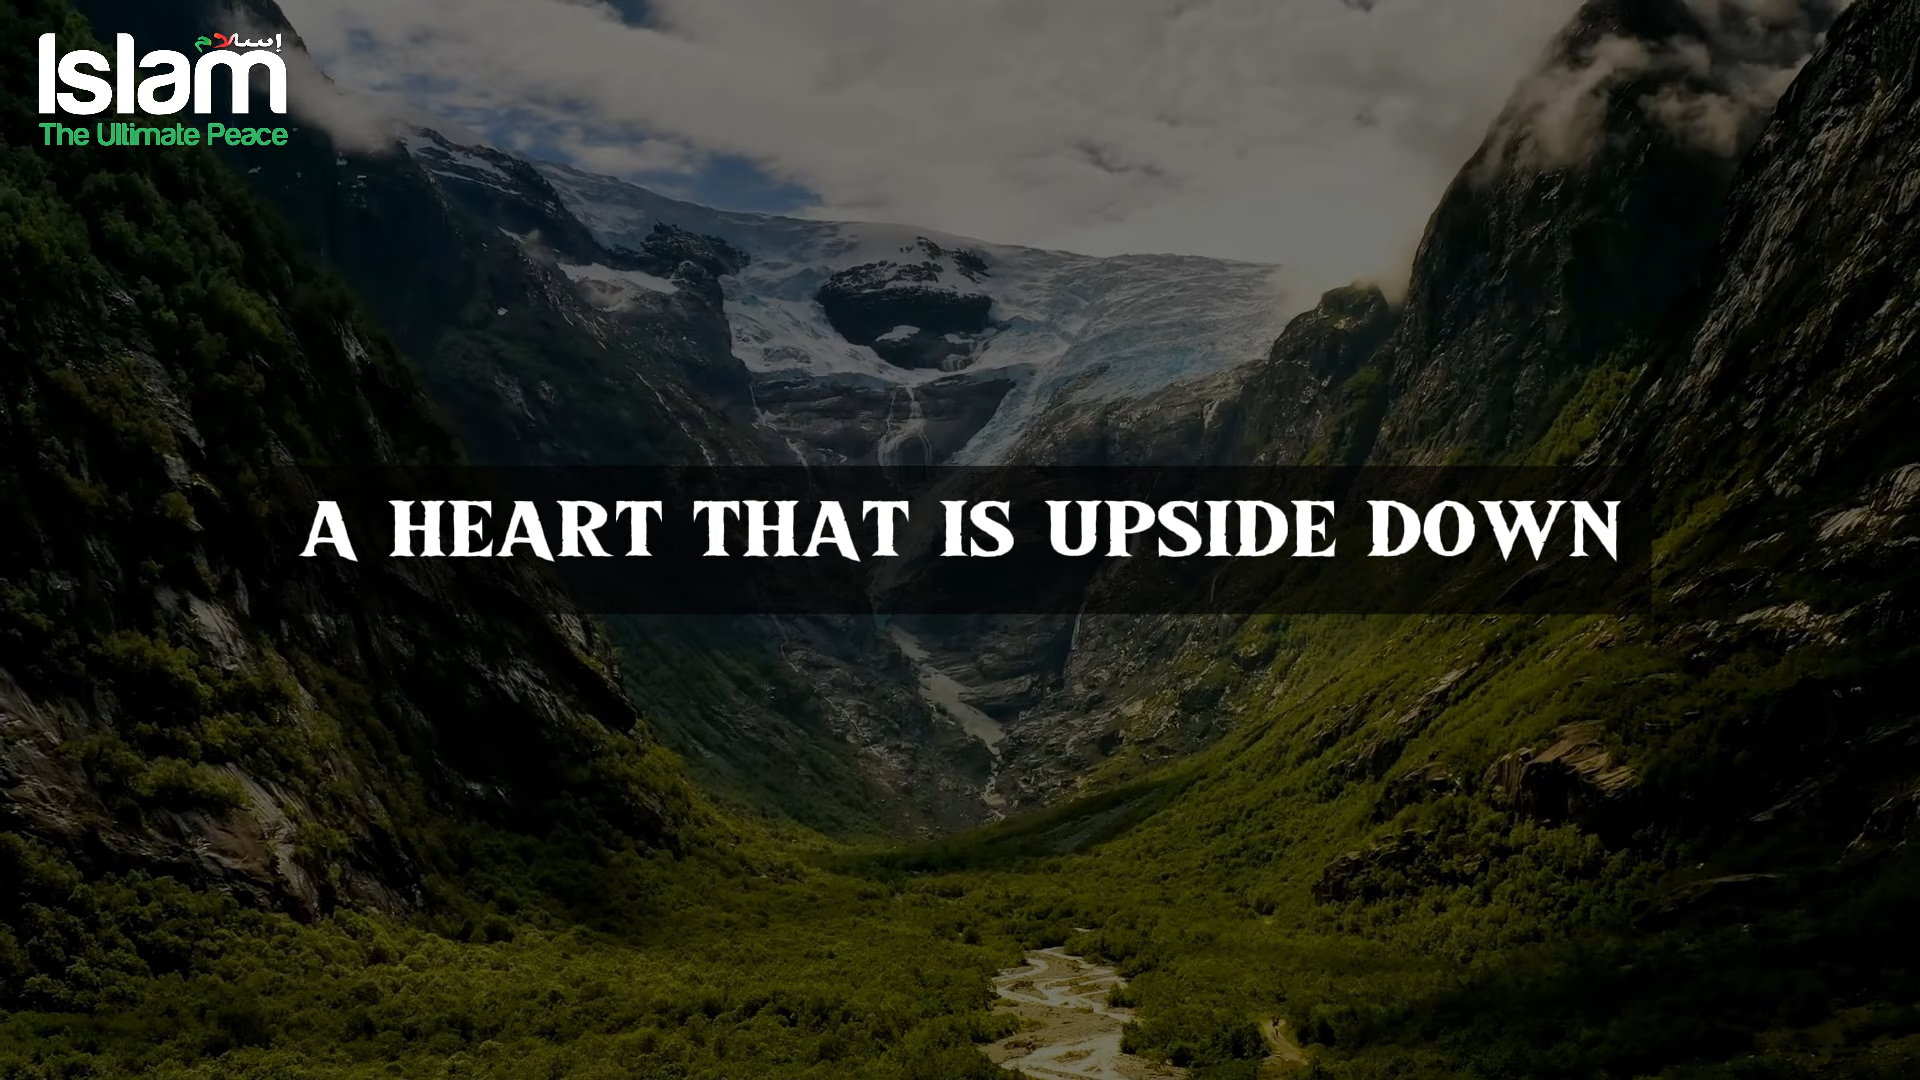 إسلام
Islam
The Ultimate Peace
A HEART THAT IS UPSIDE DOWN